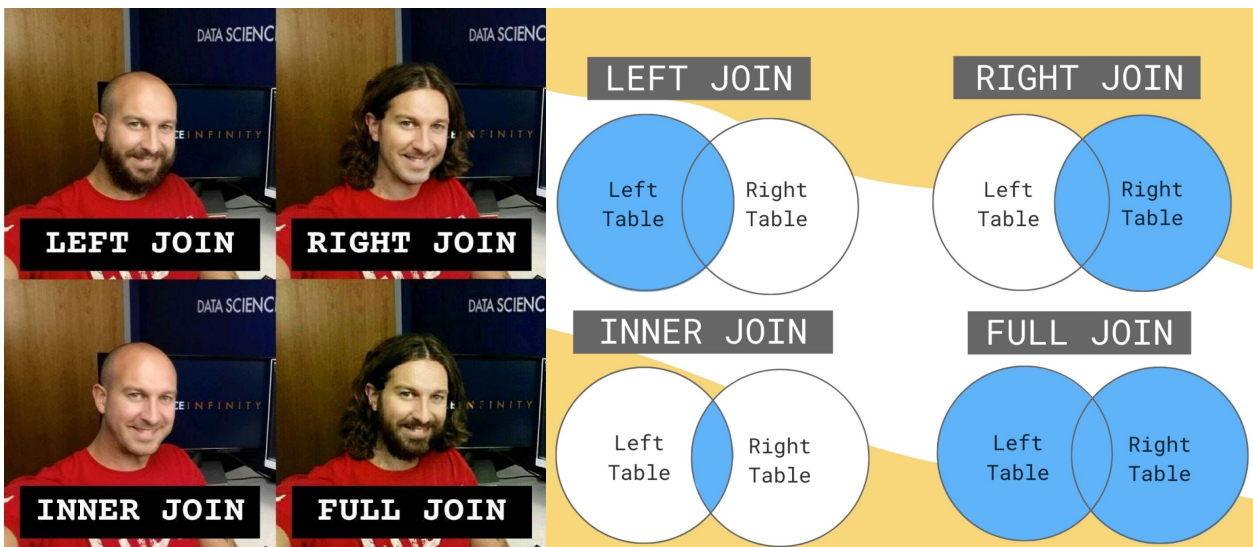 DATA SCIENC
LEFT JOIN
DATA SCIENC
RIGHT JOIN
DATA SCIENC
INFINITY
INNER JOIN
DATA SCIENC
FULL JOIN
LEFT JOIN
Left
Table
Right
Table
RIGHT JOIN
Left
Table
Right
Table
INNER JOIN
Left
Table
Right
Table
FULL JOIN
Left
Table
Right
Table